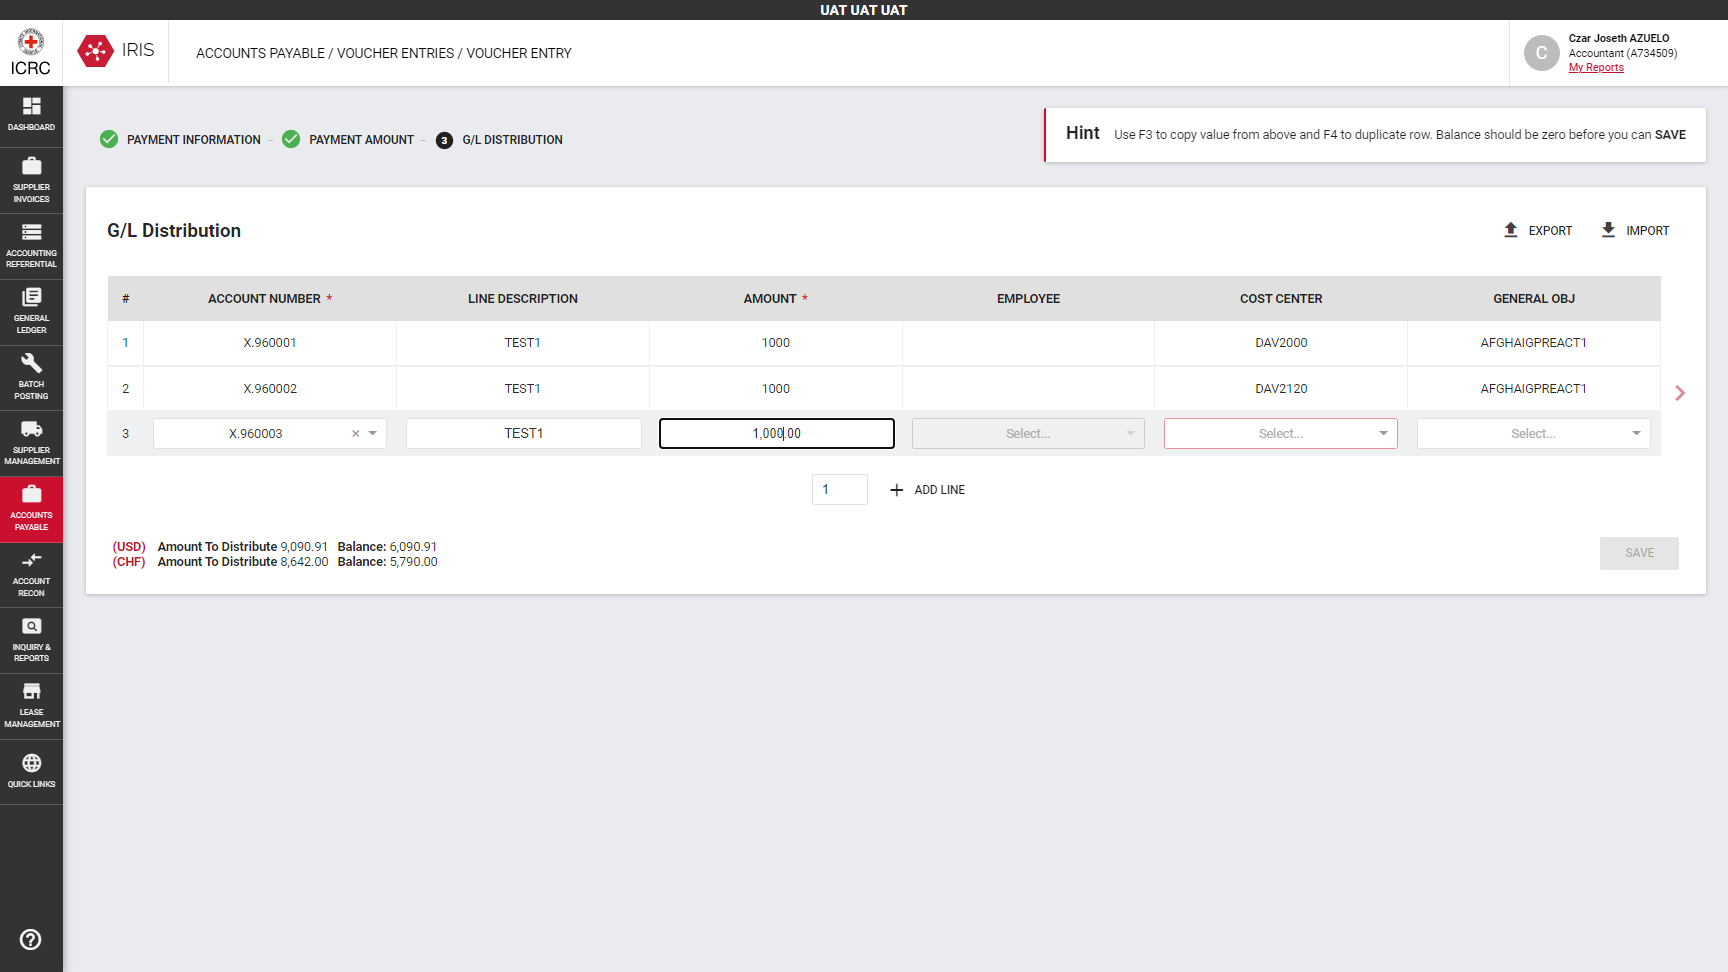 UAT UAT UAT
ICRC
IRIS
ACCOUNTS PAYABLE / VOUCHER ENTRIES / VOUCHER ENTRY
C
Czar Joseth AZUELO
Accountant (A734509)
My Reports
DASHBOARD
SUPPLIER
INVOICES
ACCOUNTING
REFERENTIAL
GENERAL
LEDGER
BATCH
POSTING
SUPPLIER
MANAGEMENT
ACCOUNTS
PAYABLE
ACCOUNT
RECON
INQUIRY &
REPORTS
LEASE
MANAGEMENT
QUICK LINKS
PAYMENT INFORMATION – PAYMENT AMOUNT – 3 G/L DISTRIBUTION
Hint Use F3 to copy value from above and F4 to duplicate row. Balance should be zero before you can SAVE
G/L Distribution
EXPORT IMPORT
# ACCOUNT NUMBER * LINE DESCRIPTION AMOUNT * EMPLOYEE COST CENTER GENERAL OBJ
1 X.960001 TEST1 1000 DAV2000 AFGHAIGPREACT1
2 X.960002 TEST1 1000 DAV2120 AFGHAIGPREACT1
3 X.960003 × TEST1 1,000.00 Select... Select... Select...
1 + ADD LINE
(USD) Amount To Distribute 9,090.91 Balance: 6,090.91
(CHF) Amount To Distribute 8,642.00 Balance: 5,790.00
SAVE